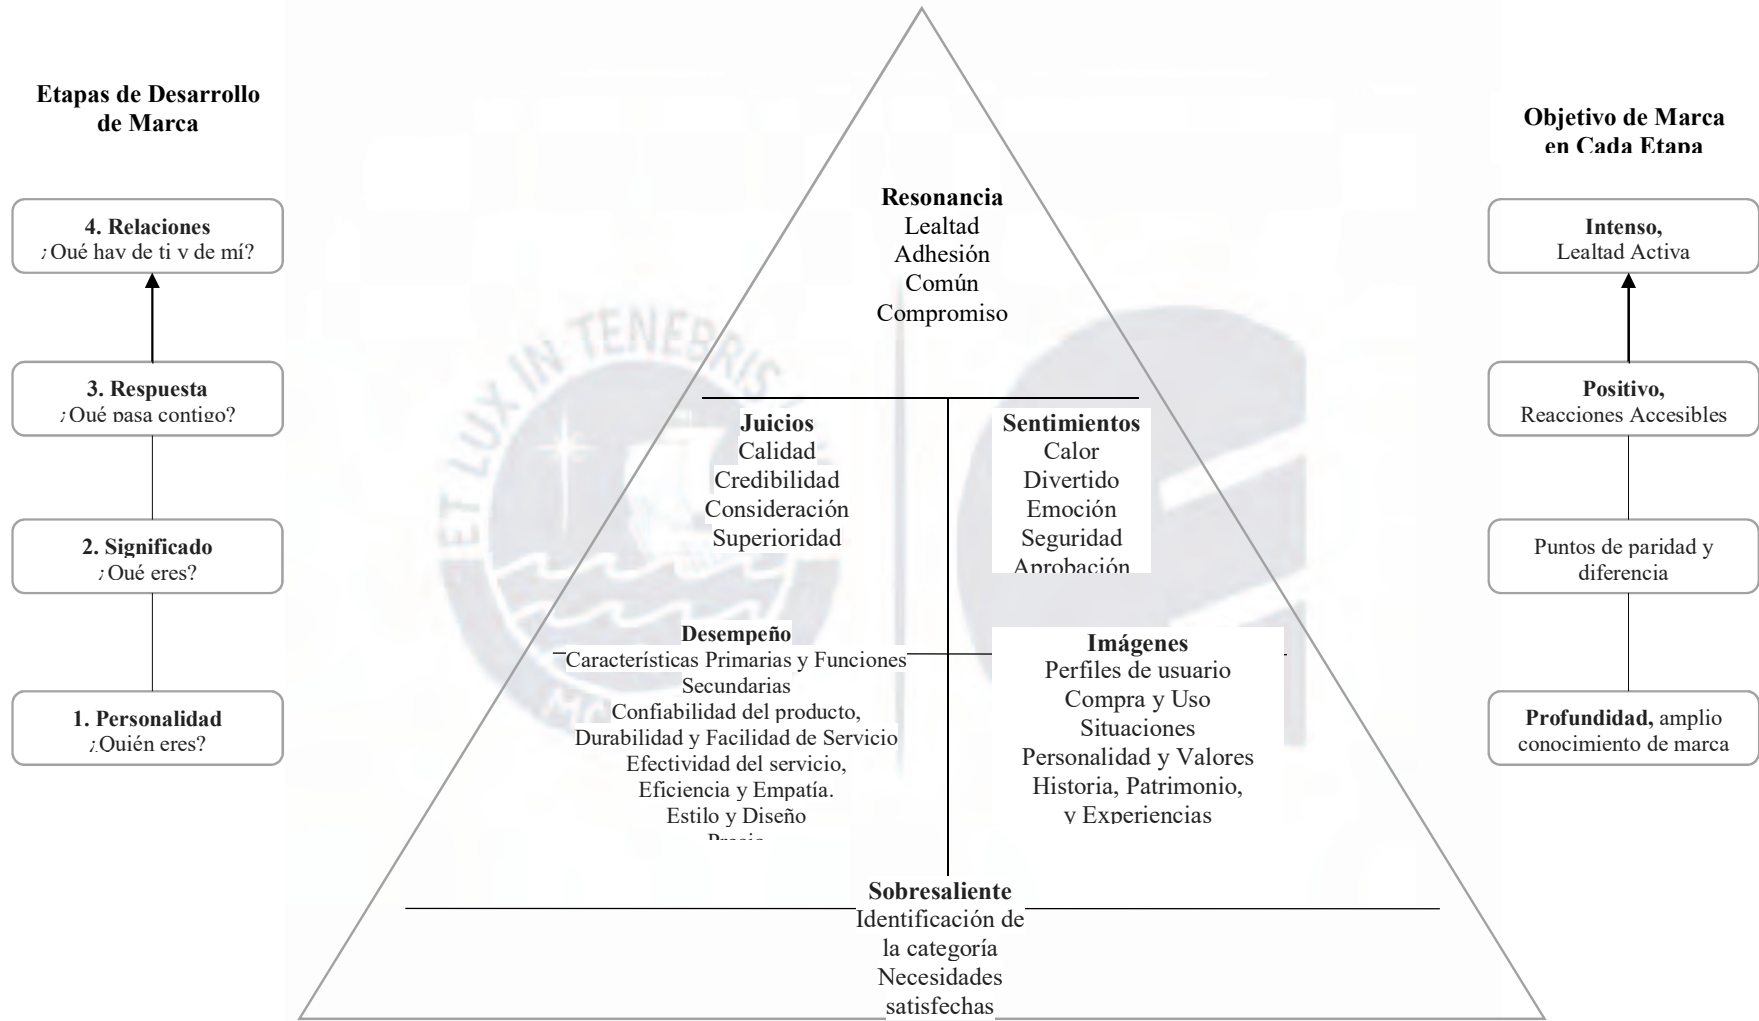 Etapas de Desarrollo
de Marca
4. Relaciones
¿Qué hay de ti y de mí?
3. Respuesta
¿Qué pasa contigo?
2. Significado
¿Qué eres?
1. Personalidad
¿Quién eres?
Resonancia
Lealtad
Adhesión
Común
Compromiso
Juicios
Calidad
Credibilidad
Consideración
Superioridad
Sentimientos
Calor
Divertido
Emoción
Seguridad
Aprobación
Desempeño
Características Primarias y Funciones
Secundarias
Confiabilidad del producto,
Durabilidad y Facilidad de Servicio
Efectividad del servicio,
Eficiencia y Empatía.
Estilo y Diseño
Precio
Imágenes
Perfiles de usuario
Compra y Uso
Situaciones
Personalidad y Valores
Historia, Patrimonio,
y Experiencias
Sobresaliente
Identificación de
la categoría
Necesidades
satisfechas
Objetivo de Marca
en Cada Etapa
Intenso,
Lealtad Activa
Positivo,
Reacciones Accesibles
Puntos de paridad y
diferencia
Profundidad, amplio
conocimiento de marca
ET LUX IN TENEBRIS